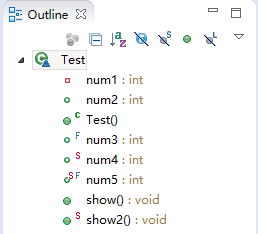 Outline
Test
num1 : int
num2 : int
C Test()
F num3 : int
S num4 : int
S F num5 : int
show() : void
S show2() : void